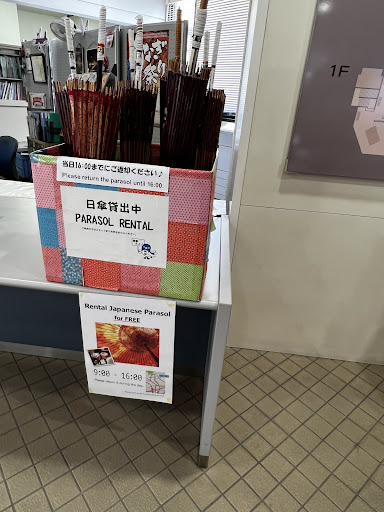 1F
当日16:00までにご返却ください♪
Please return the parasol until 16:00.
日傘貸出中
PARASOL RENTAL
Rental Japanese Parasol
for FREE
9:00 - 16:00